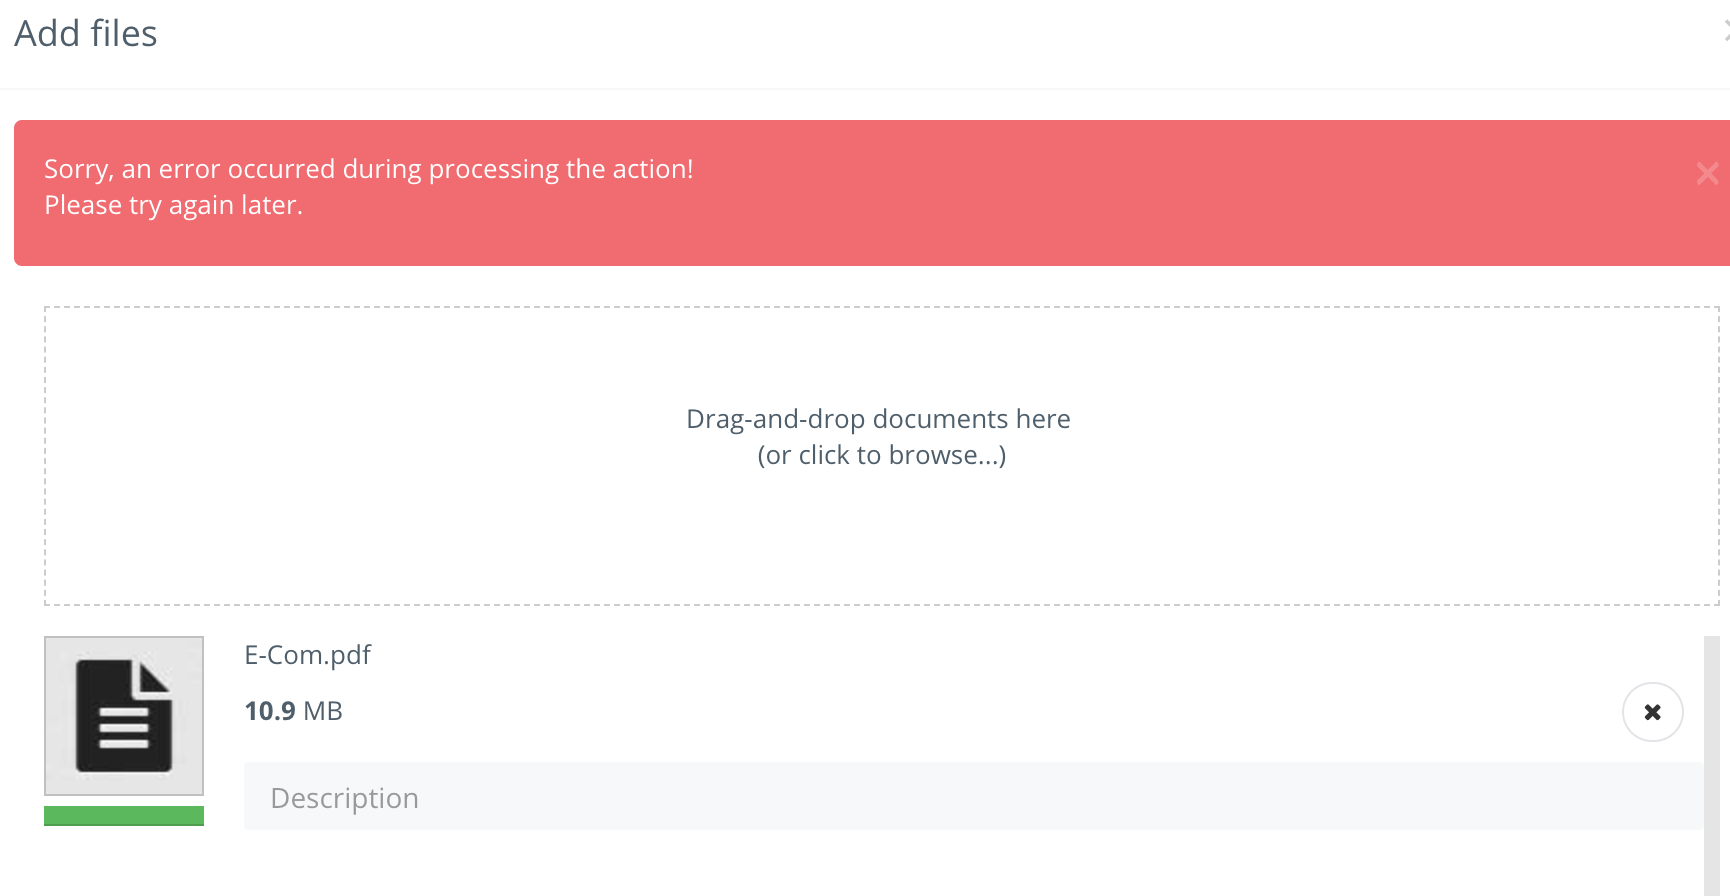 Add files
Sorry, an error occurred during processing the action!
Please try again later.
Drag-and-drop documents here
(or click to browse...)
E-Com.pdf
10.9 MB
Description